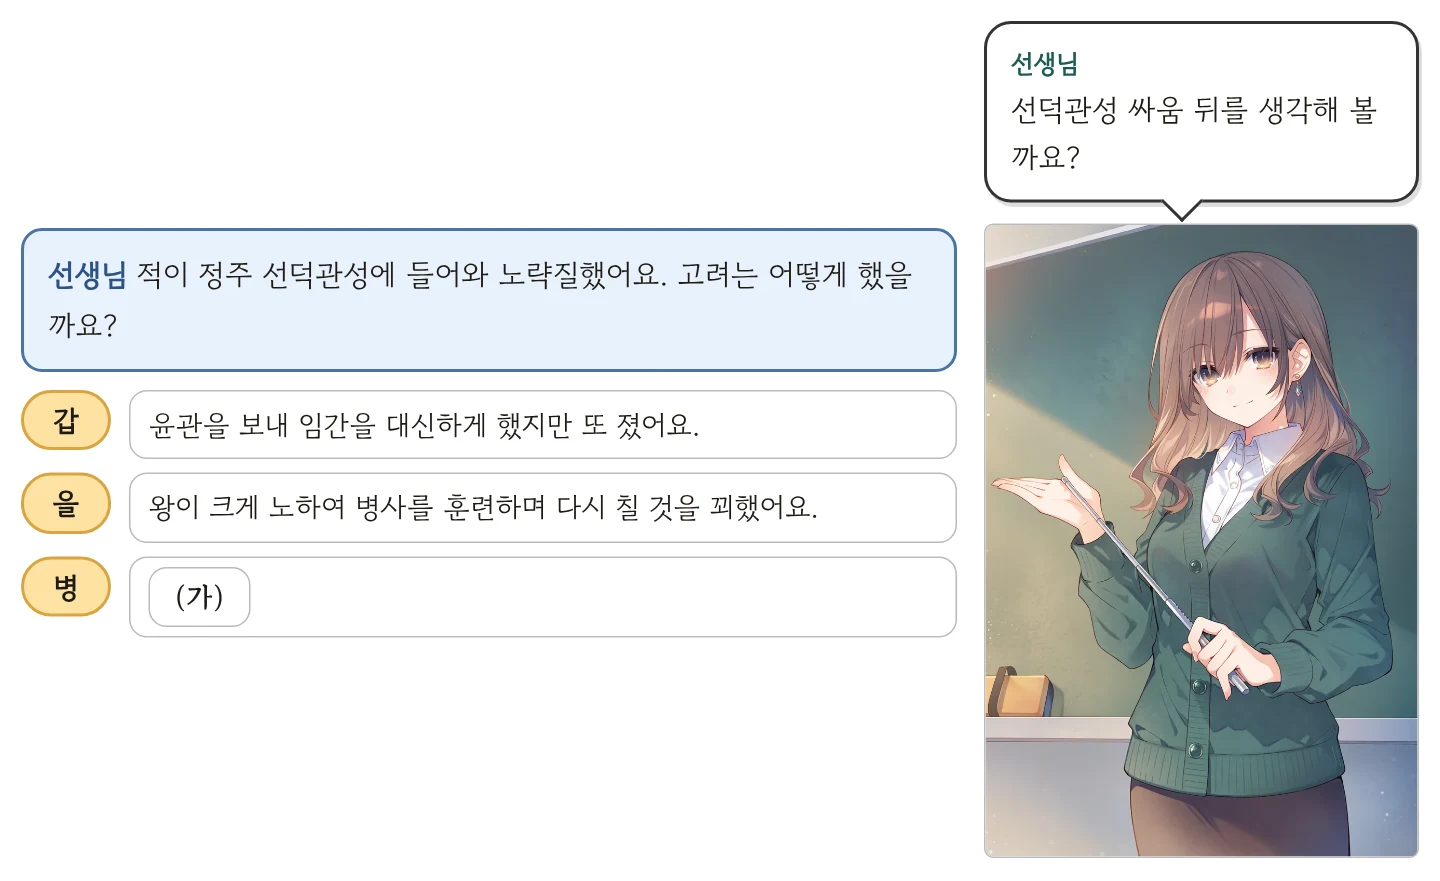 선생님
선덕관성 싸움 뒤를 생각해 볼
까요?
선생님 적이 정주 선덕관성에 들어와 노략질했어요. 고려는 어떻게 했을
까요?
갑 윤관을 보내 임간을 대신하게 했지만 또 졌어요.
을 왕이 크게 노하여 병사를 훈련하며 다시 칠 것을 꾀했어요.
병 (가)